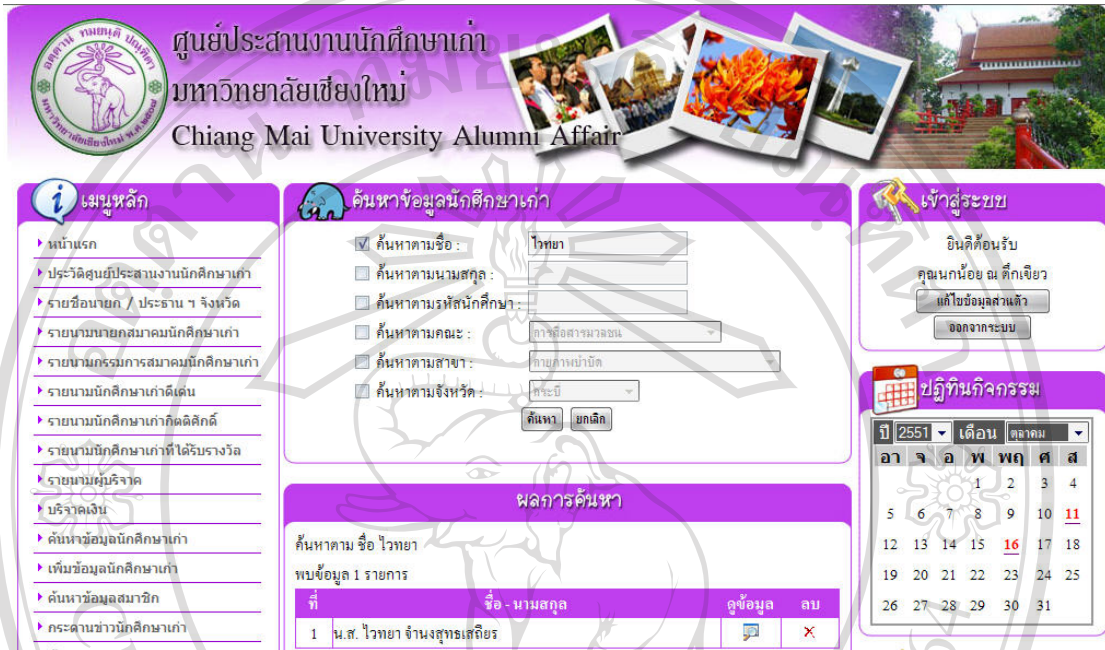 ศูนย์ประสานงานนักศึกษาเก่า
มหาวิทยาลัยเชียงใหม่
Chiang Mai University Alumni Affair
เมนูหลัก
หน้าแรก
ประวัติศูนย์ประสานงานนักศึกษาเก่า
รายชื่อนายก / ประธาน ฯ จังหวัด
รายนามนายกสมาคมนักศึกษาเก่า
รายนามกรรมการสมาคมนักศึกษาเก่า
รายนามนักศึกษาเก่าดีเด่น
รายนามนักศึกษาเก่ากิตติศักดิ์
รายนามนักศึกษาเก่าที่ได้รับรางวัล
รายนามผู้บริจาค
บริจาคเงิน
ค้นหาข้อมูลนักศึกษาเก่า
เพิ่มข้อมูลนักศึกษาเก่า
ค้นหาข้อมูลสมาชิก
กระดานข่าวนักศึกษาเก่า
ค้นหาข้อมูลนักศึกษาเก่า
ค้นหาตามชื่อ : ไวทยา
ค้นหาตามนามสกุล :
ค้นหาตามรหัสนักศึกษา :
ค้นหาตามคณะ : การสื่อสารมวลชน
ค้นหาตามสาขา : กายภาพบำบัด
ค้นหาตามจังหวัด : กระบี่
ค้นหา ยกเลิก
ผลการค้นหา
ค้นหาตาม ชื่อ ไวทยา
พบข้อมูล 1 รายการ
ที่ ชื่อ - นามสกุล ดูข้อมูล ลบ
1 น.ส. ไวทยา จำนงสุทธเสถียร
เข้าสู่ระบบ
ยินดีต้อนรับ
คุณนกน้อย ณ ตึกเขียว
แก้ไขข้อมูลส่วนตัว
ออกจากระบบ
ปฏิทินกิจกรรม
ปี 2551 เดือน ตุลาคม
อา จ อ พ พฤ ศ ส
1 2 3 4
5 6 7 8 9 10 11
12 13 14 15 16 17 18
19 20 21 22 23 24 25
26 27 28 29 30 31